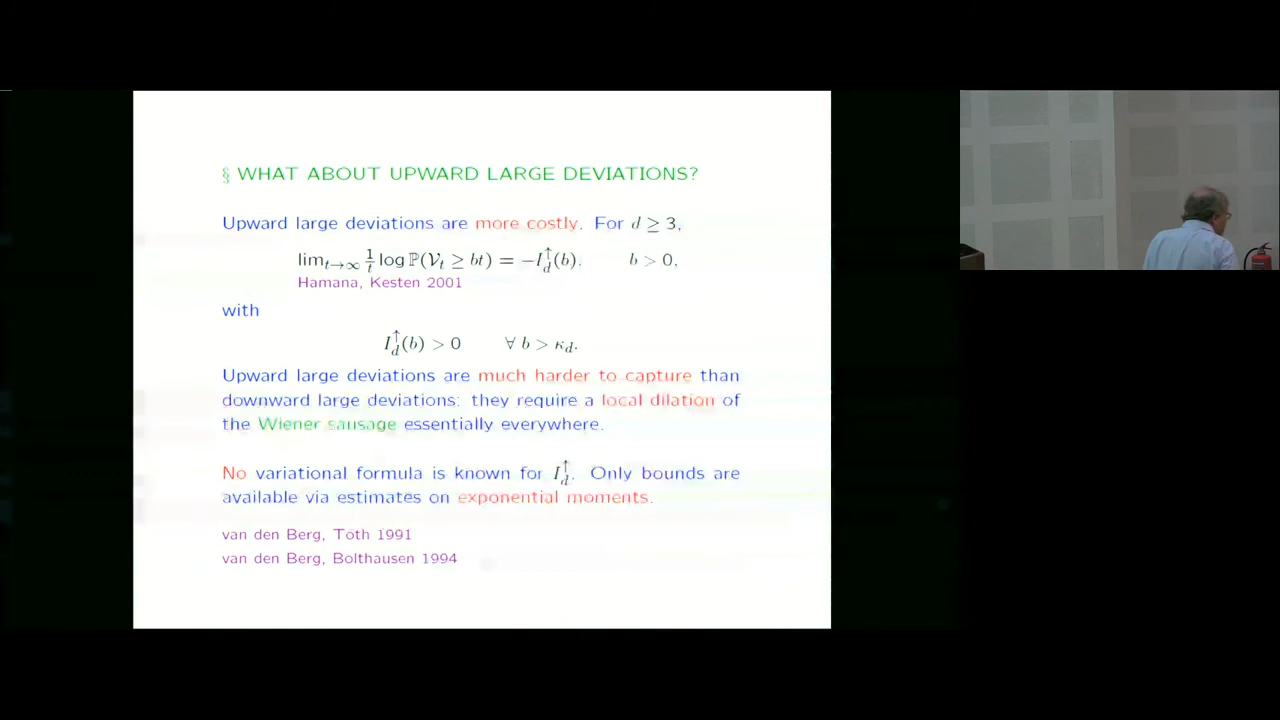 § WHAT ABOUT UPWARD LARGE DEVIATIONS?
Upward large deviations are more costly. For d ≥ 3,
lim_{t→∞} 1/t log ℙ(𝒱_t ≥ bt) = −I_d^↑(b). b > 0,
Hamana, Kesten 2001
with
I_d^↑(b) > 0 ∀ b > κ_d.
Upward large deviations are much harder to capture than
downward large deviations: they require a local dilation of
the Wiener sausage essentially everywhere.
No variational formula is known for I_d^↑. Only bounds are
available via estimates on exponential moments.
van den Berg, Tóth 1991
van den Berg, Bolthausen 1994